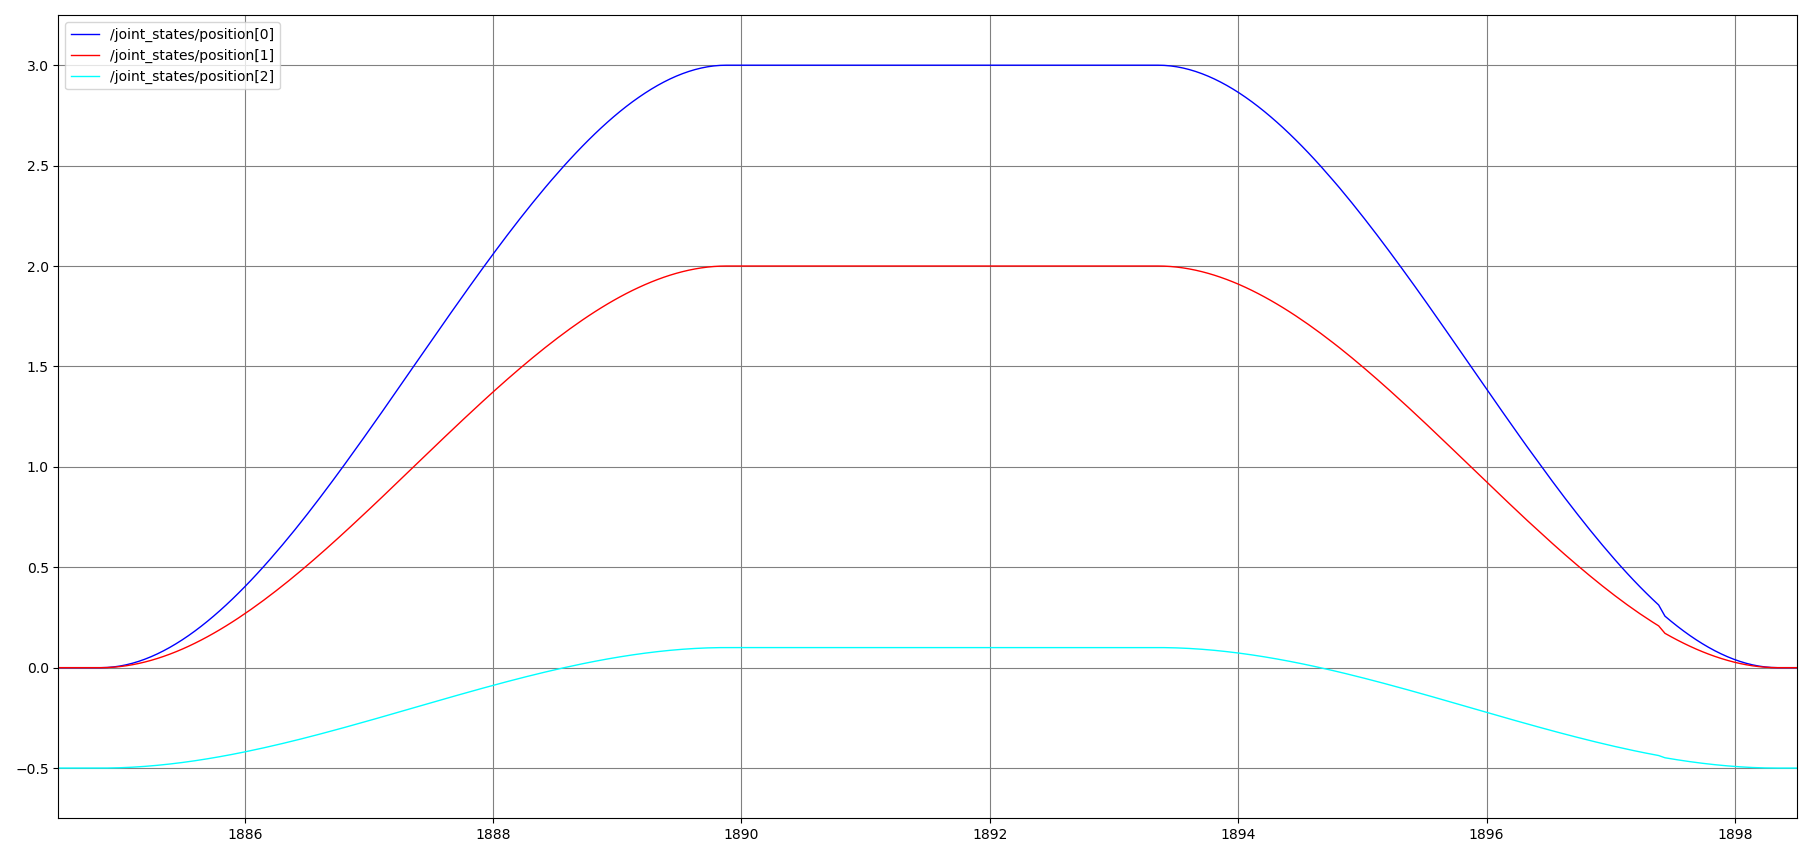 /joint_states/position[0]
/joint_states/position[1]
/joint_states/position[2]
3.0
2.5
2.0
1.5
1.0
0.5
0.0
−0.5
1886 1888 1890 1892 1894 1896 1898